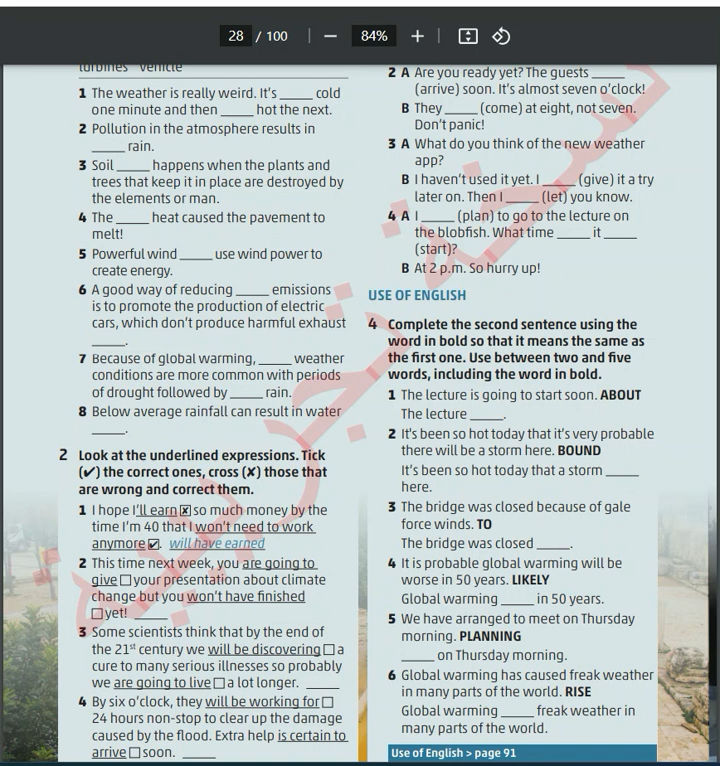 28 / 100
84%
turbines vehicle
1 The weather is really weird. It's _____ cold
one minute and then _____ hot the next.
2 Pollution in the atmosphere results in
_____ rain.
3 Soil _____ happens when the plants and
trees that keep it in place are destroyed by
the elements or man.
4 The _____ heat caused the pavement to
melt!
5 Powerful wind _____ use wind power to
create energy.
6 A good way of reducing _____ emissions
is to promote the production of electric
cars, which don't produce harmful exhaust
_____.
7 Because of global warming, _____ weather
conditions are more common with periods
of drought followed by _____ rain.
8 Below average rainfall can result in water
_____.
2 Look at the underlined expressions. Tick
(✔) the correct ones, cross (✘) those that
are wrong and correct them.
1 I hope I'll earn ☒ so much money by the
time I'm 40 that I won't need to work
anymore ☑. will have earned
2 This time next week, you are going to
give ☐ your presentation about climate
change but you won't have finished
☐ yet! _____
3 Some scientists think that by the end of
the 21st century we will be discovering ☐ a
cure to many serious illnesses so probably
we are going to live ☐ a lot longer. _____
4 By six o'clock, they will be working for ☐
24 hours non-stop to clear up the damage
caused by the flood. Extra help is certain to
arrive ☐ soon. _____
2 A Are you ready yet? The guests _____
(arrive) soon. It's almost seven o'clock!
B They _____ (come) at eight, not seven.
Don't panic!
3 A What do you think of the new weather
app?
B I haven't used it yet. I _____ (give) it a try
later on. Then I _____ (let) you know.
4 A I _____ (plan) to go to the lecture on
the blobfish. What time _____ it _____
(start)?
B At 2 p.m. So hurry up!
USE OF ENGLISH
4 Complete the second sentence using the
word in bold so that it means the same as
the first one. Use between two and five
words, including the word in bold.
1 The lecture is going to start soon. ABOUT
The lecture _____.
2 It's been so hot today that it's very probable
there will be a storm here. BOUND
It's been so hot today that a storm _____
here.
3 The bridge was closed because of gale
force winds. TO
The bridge was closed _____.
4 It is probable global warming will be
worse in 50 years. LIKELY
Global warming _____ in 50 years.
5 We have arranged to meet on Thursday
morning. PLANNING
_____ on Thursday morning.
6 Global warming has caused freak weather
in many parts of the world. RISE
Global warming _____ freak weather in
many parts of the world.
Use of English > page 91
نسخة تجريبية